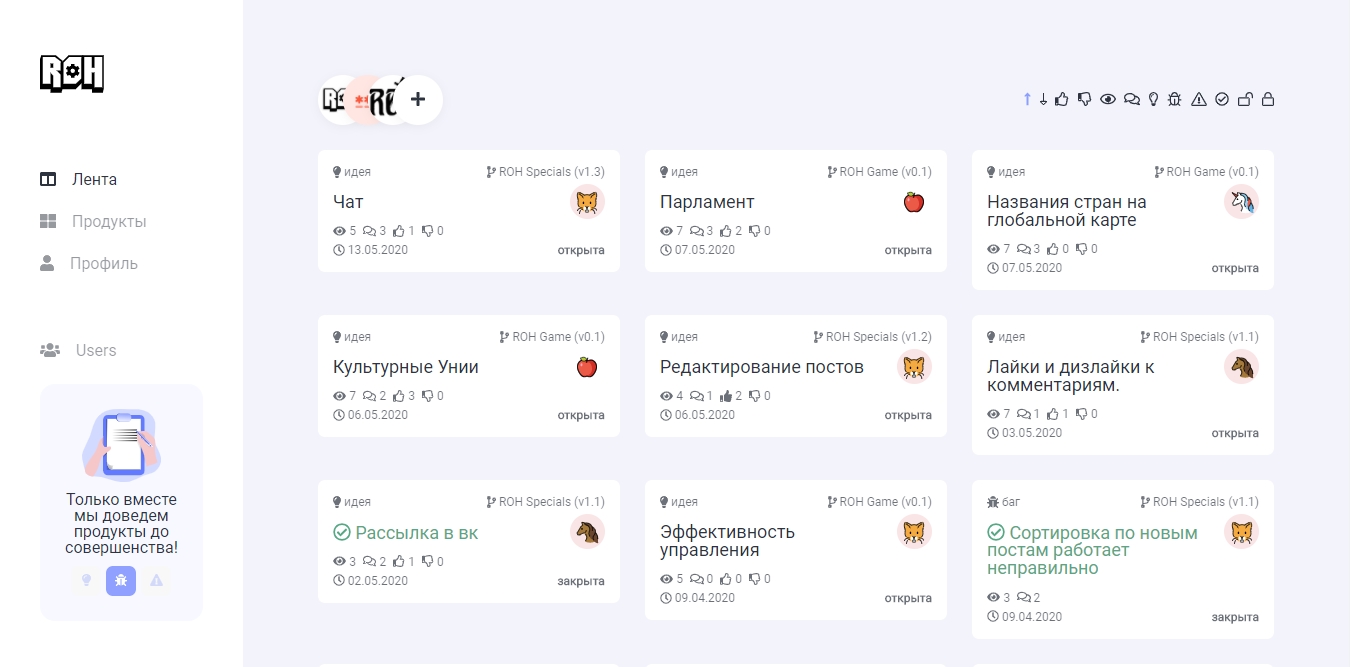 ROH
Лента
Продукты
Профиль
Users
Только вместе
мы доведем
продукты до
совершенства!
идея ROH Specials (v1.3)
Чат
5 3 1 0
13.05.2020 открыта
идея ROH Game (v0.1)
Парламент
7 3 2 0
07.05.2020 открыта
идея ROH Game (v0.1)
Названия стран на
глобальной карте
7 3 0 0
07.05.2020 открыта
идея ROH Game (v0.1)
Культурные Унии
7 2 3 0
06.05.2020 открыта
идея ROH Specials (v1.2)
Редактирование постов
4 1 2 0
06.05.2020 открыта
идея ROH Specials (v1.1)
Лайки и дизлайки к
комментариям.
7 1 1 0
03.05.2020 открыта
идея ROH Specials (v1.1)
Рассылка в вк
3 2 1 0
02.05.2020 закрыта
идея ROH Game (v0.1)
Эффективность
управления
5 0 0 0
09.04.2020 открыта
баг ROH Specials (v1.1)
Сортировка по новым
постам работает
неправильно
3 2
09.04.2020 закрыта